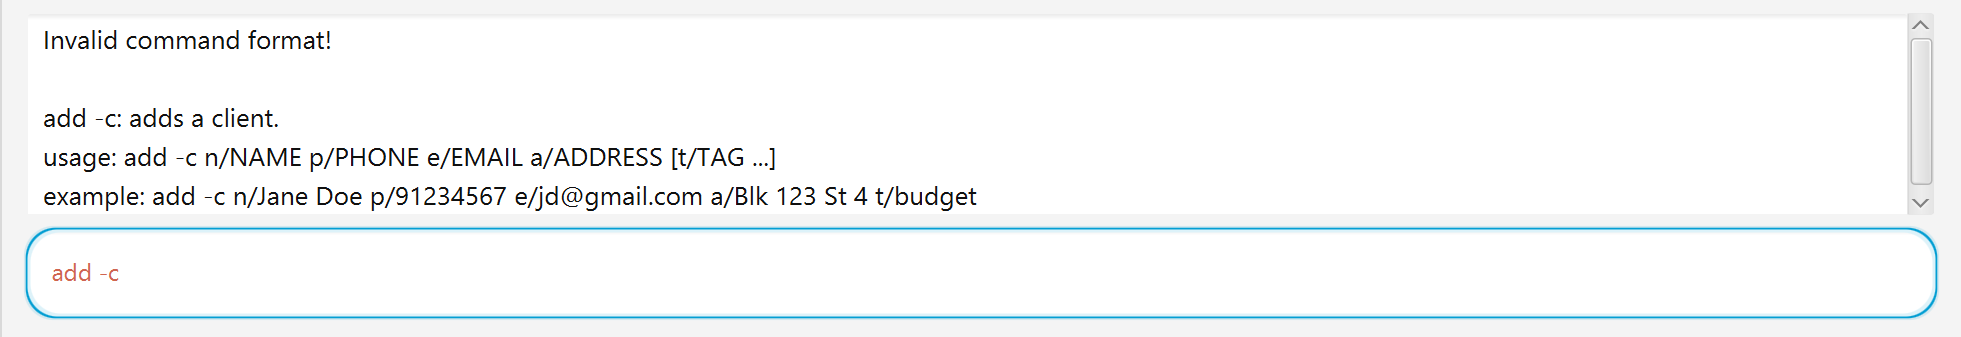 Invalid command format!
add -c: adds a client.
usage: add -c n/NAME p/PHONE e/EMAIL a/ADDRESS [t/TAG ...]
example: add -c n/Jane Doe p/91234567 e/jd@gmail.com a/Blk 123 St 4 t/budget
add -c